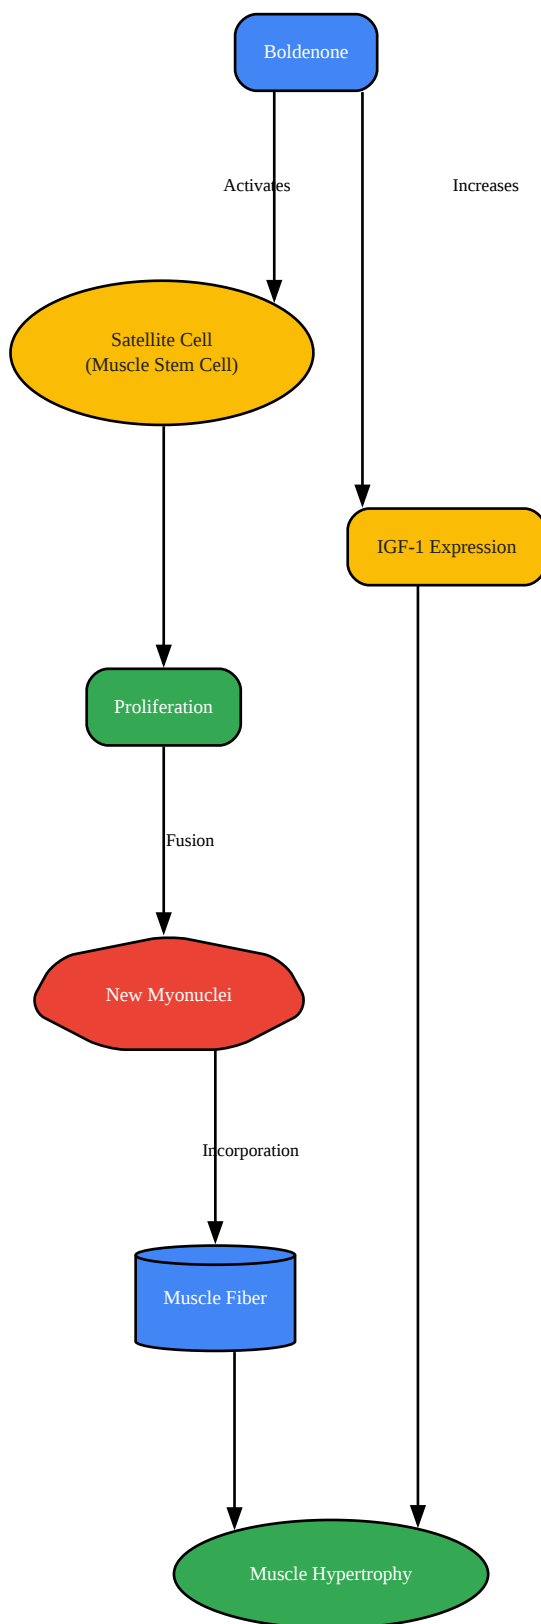 Boldenone
Activates
Increases
Satellite Cell
(Muscle Stem Cell)
IGF-1 Expression
Proliferation
Fusion
New Myonuclei
Incorporation
Muscle Fiber
Muscle Hypertrophy